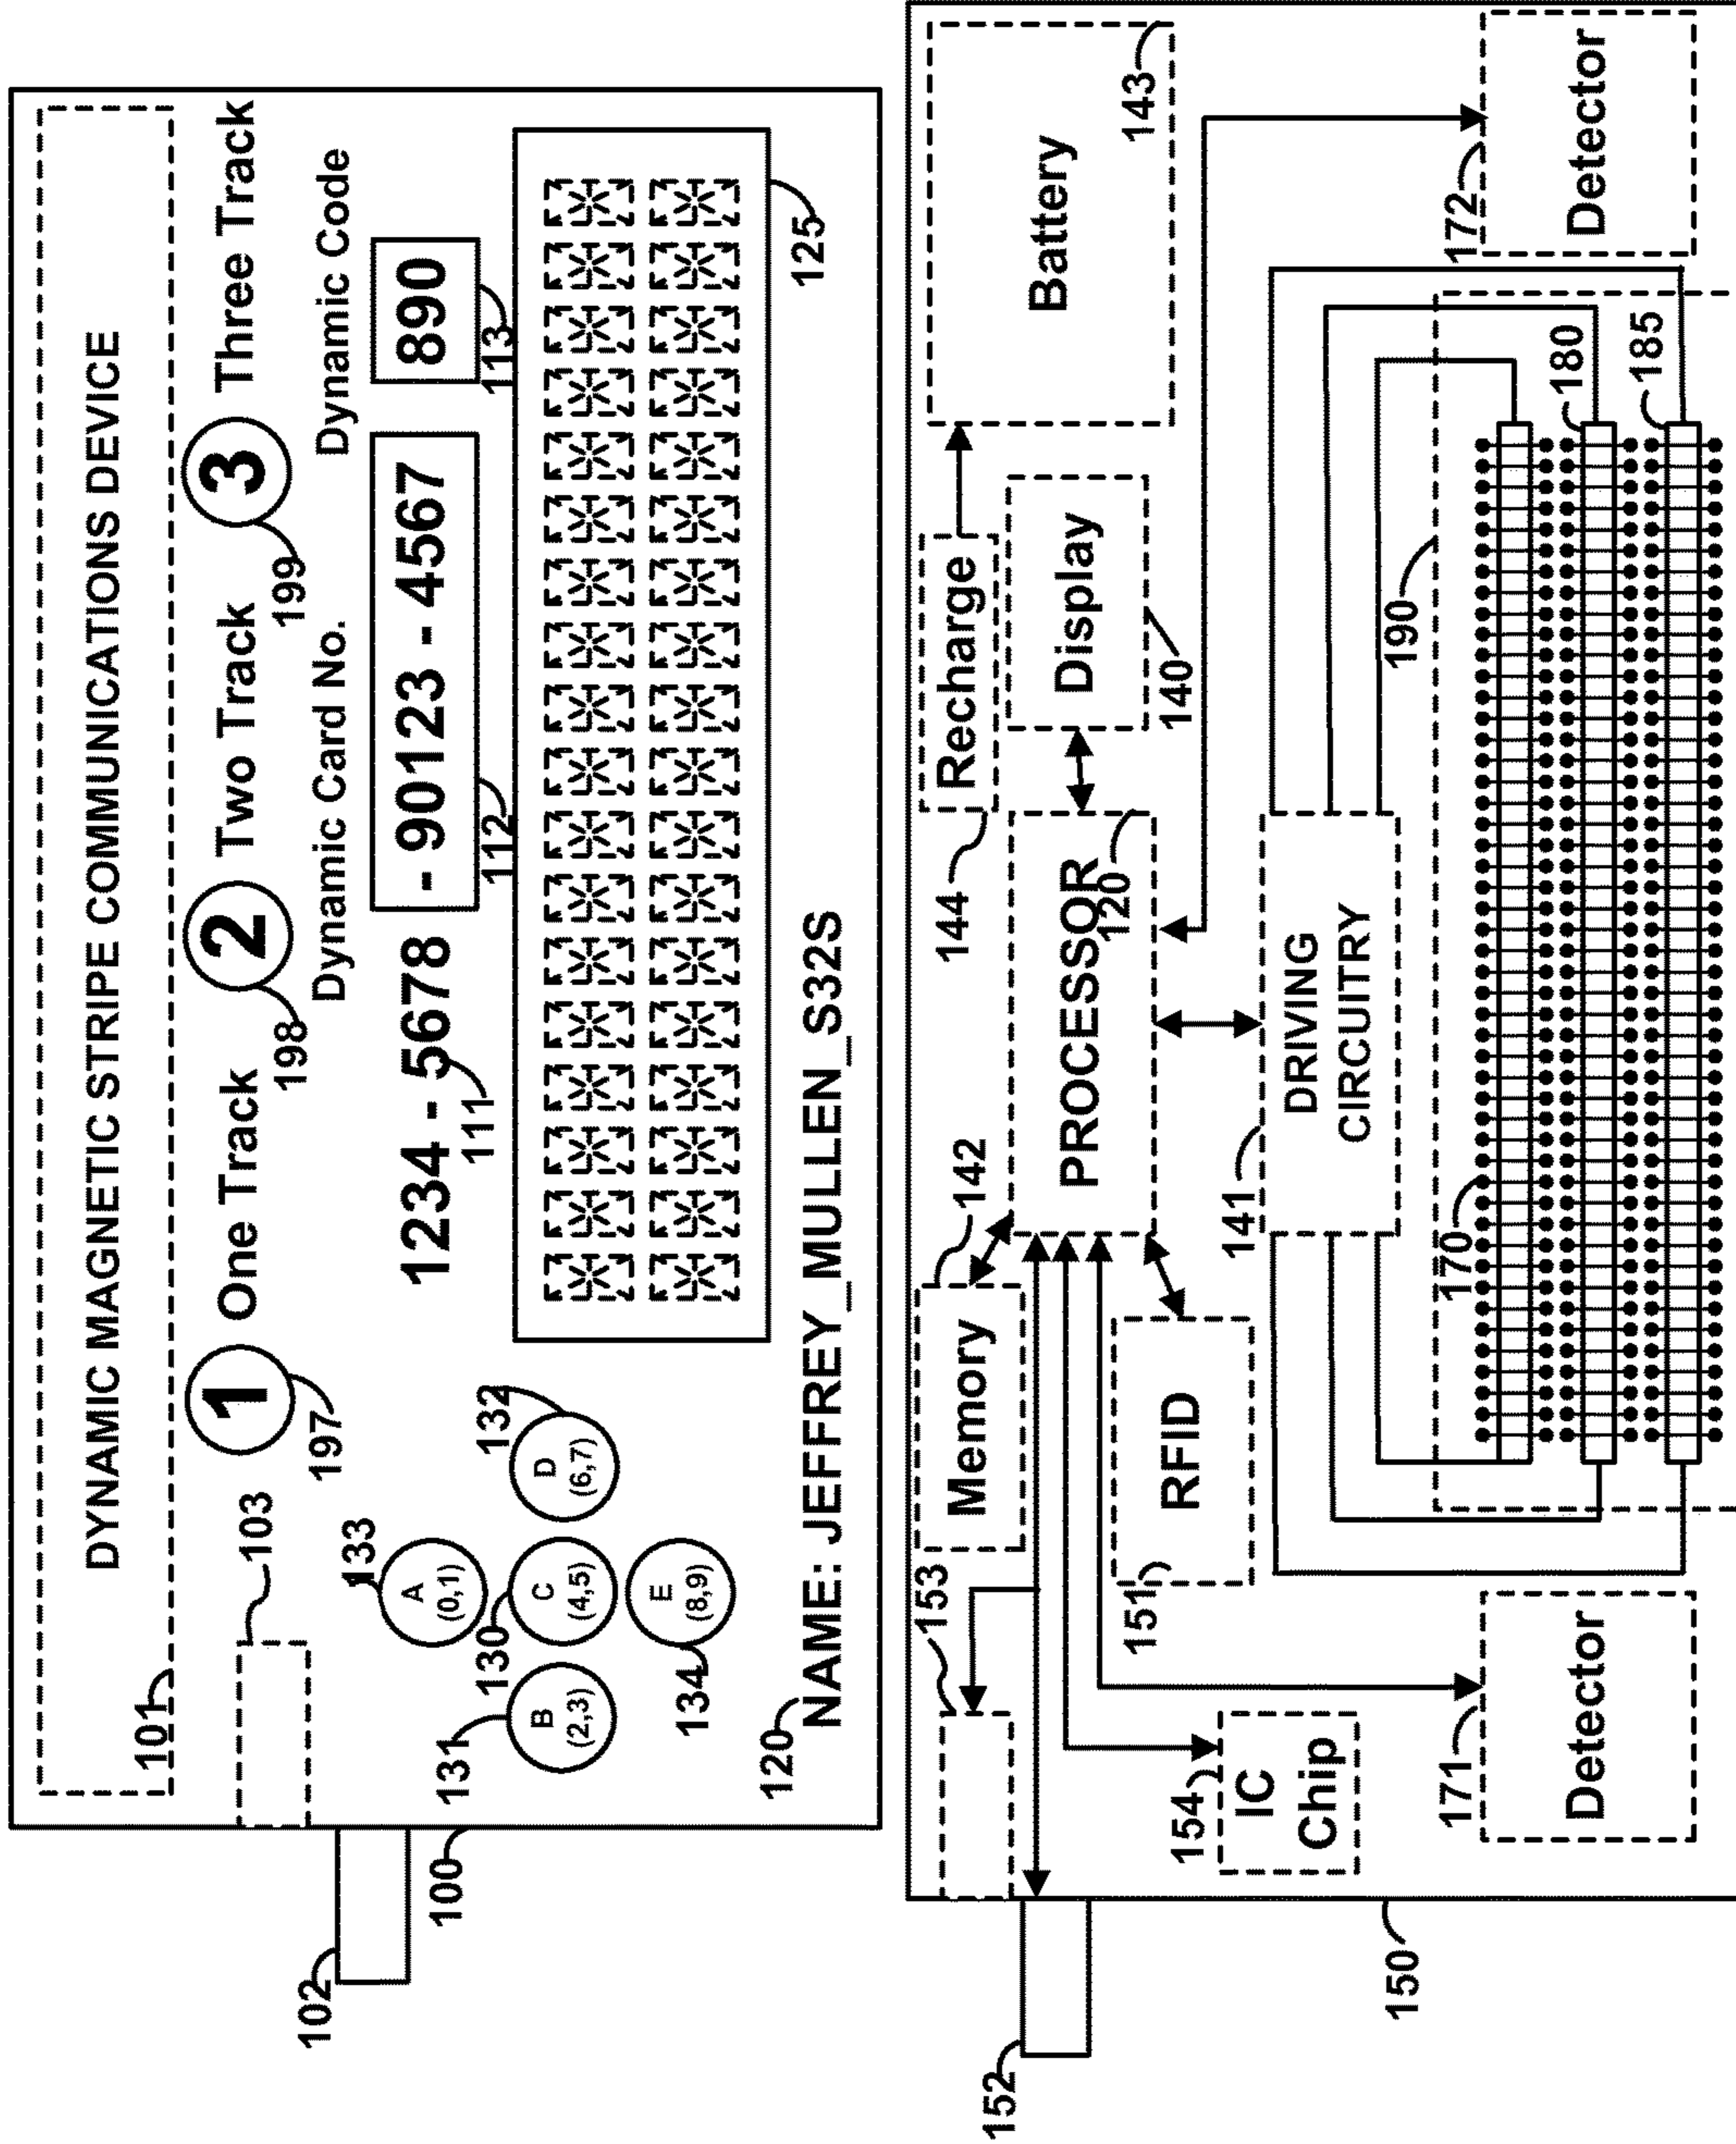 DYNAMIC MAGNETIC STRIPE COMMUNICATIONS DEVICE
101
103
1 One Track
2 Two Track
3 Three Track
197
198
199
Dynamic Card No.
Dynamic Code
102
100
133
A
(0,1)
1234 - 5678
- 90123 - 4567
890
111
112
113
130
132
131
B
(2,3)
C
(4,5)
D
(6,7)
134
E
(8,9)
125
120
NAME: JEFFREY_MULLEN_S32S
153
Memory
142
144
Recharge
Battery
143
152
PROCESSOR
120
Display
140
151
RFID
154
IC
Chip
141
DRIVING
CIRCUITRY
150
190
172
171
170
180
185
Detector
Detector